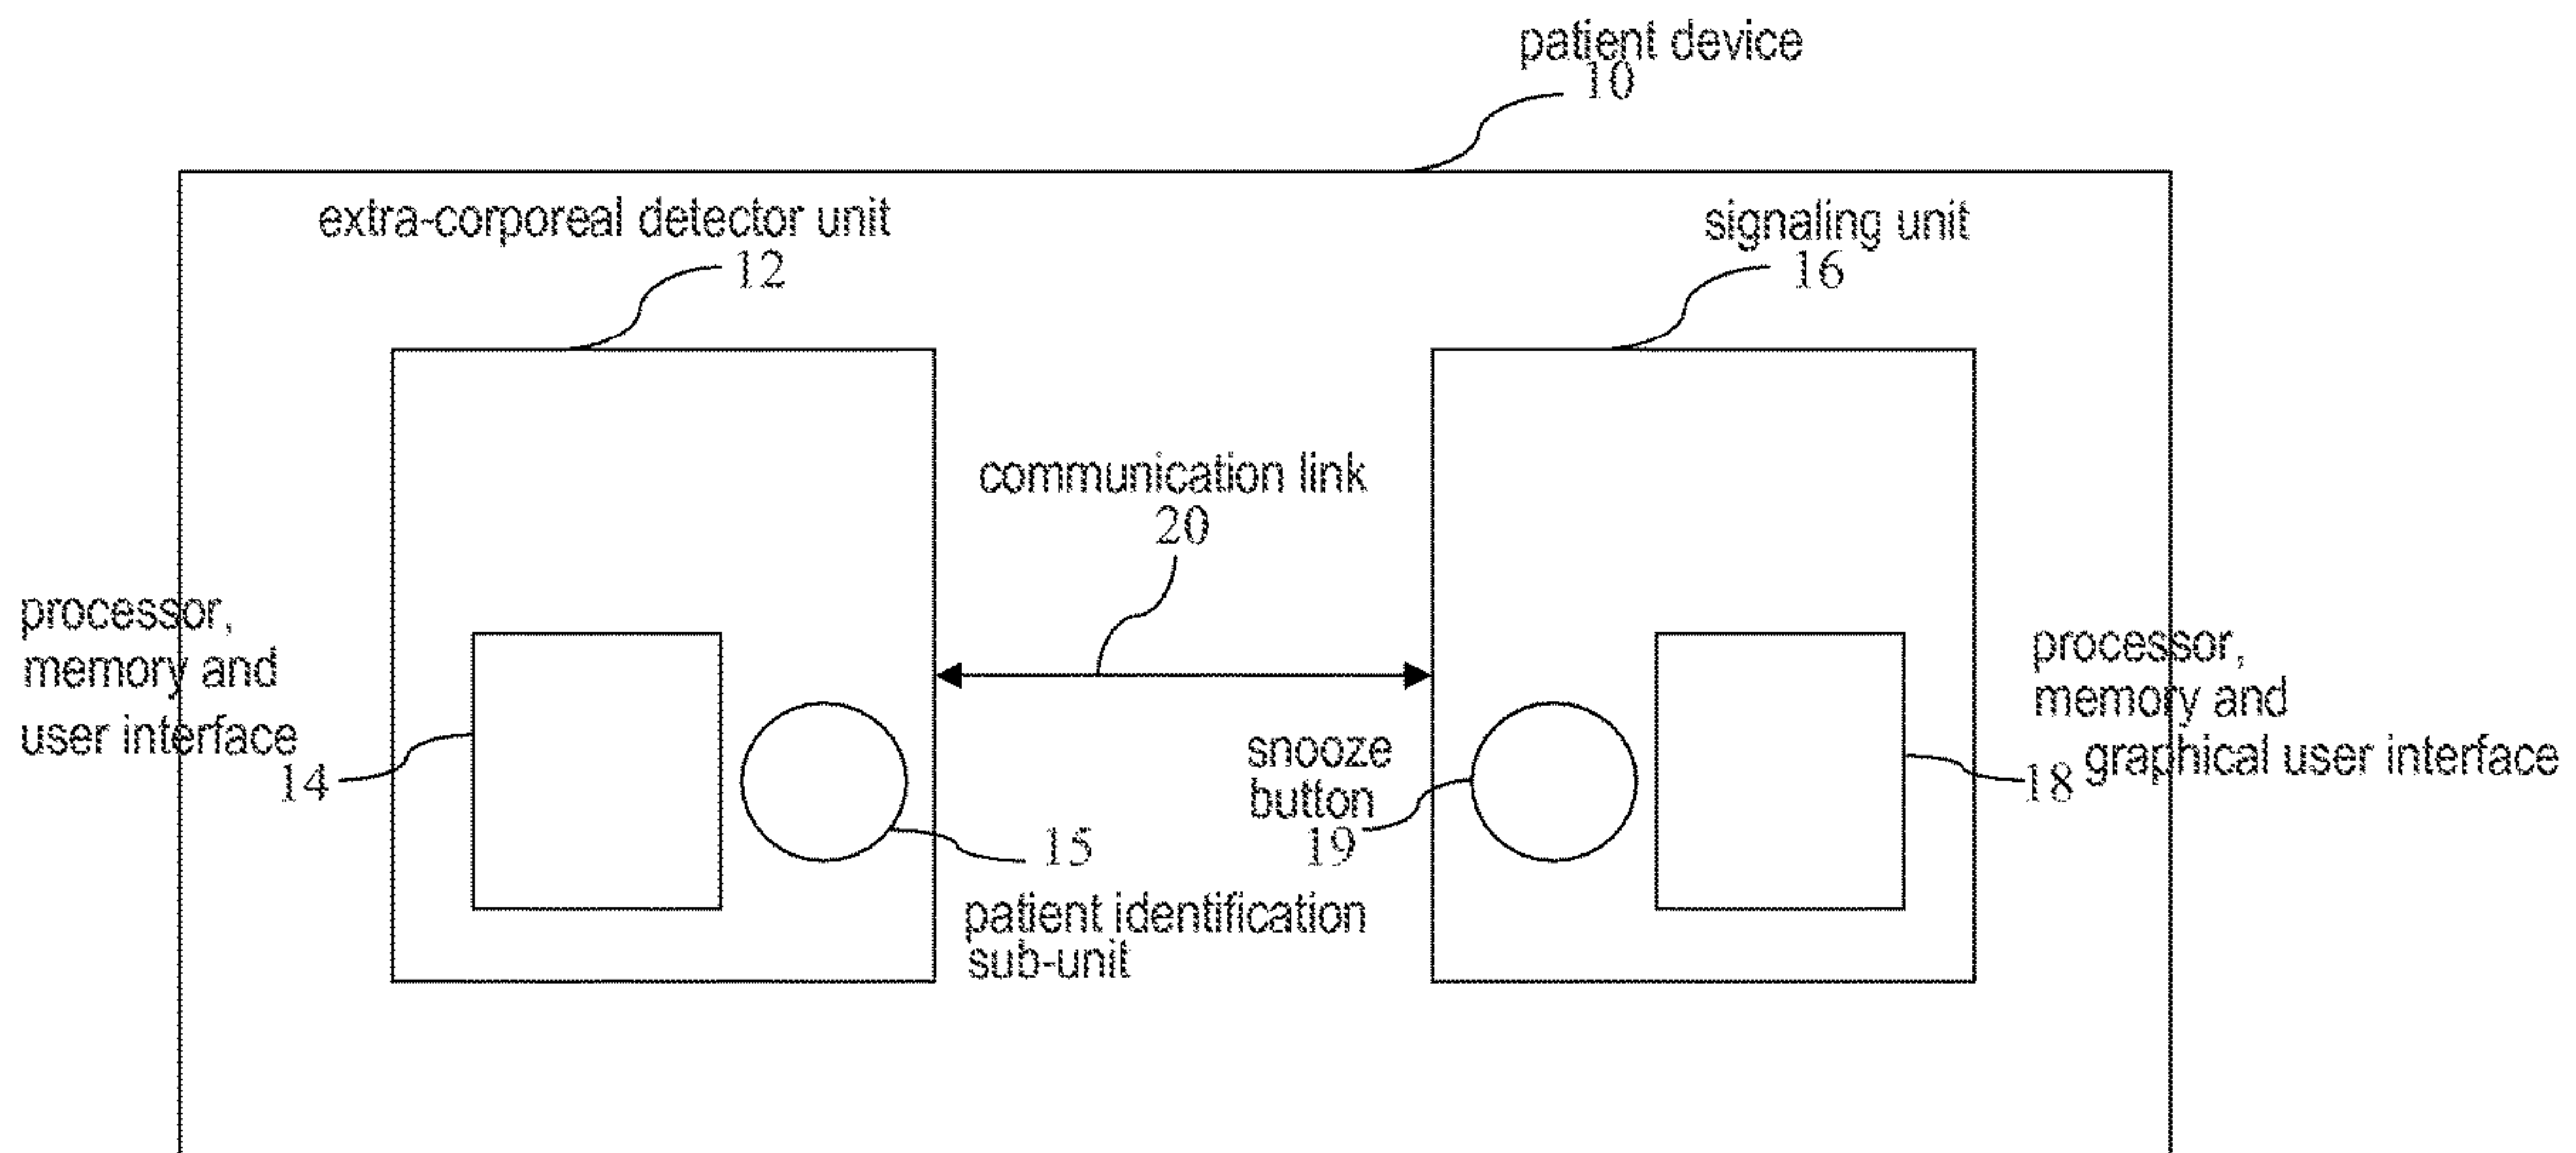 patient device
10
extra-corporeal detector unit
12
signaling unit
16
communication link
20
processor,
memory and
user interface
14
processor,
memory and
graphical user interface
18
snooze
button
19
15
patient identification
sub-unit